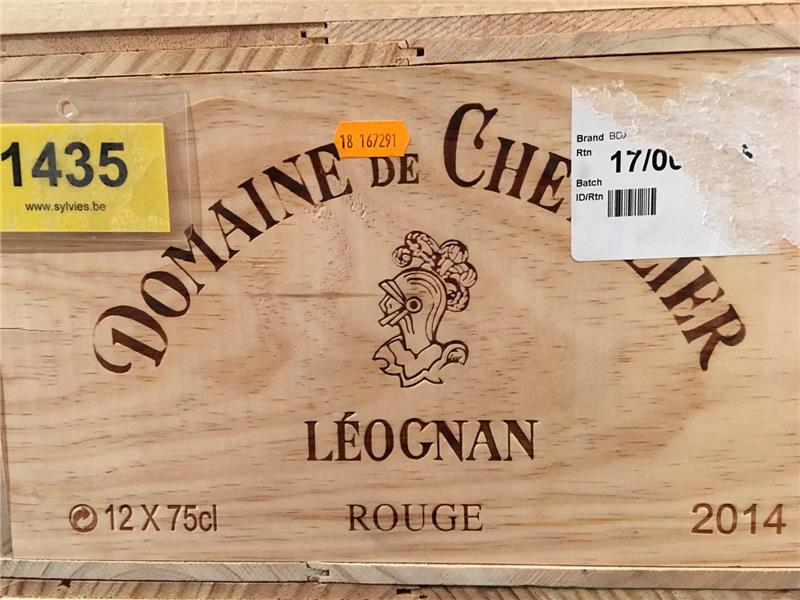 1435
www.sylvies.be
18 167291
Brand
Rtn 17/0
Batch
ID/Rtn
DOMAINE DE
LÉOGNAN
12 X 75cl
ROUGE
2014